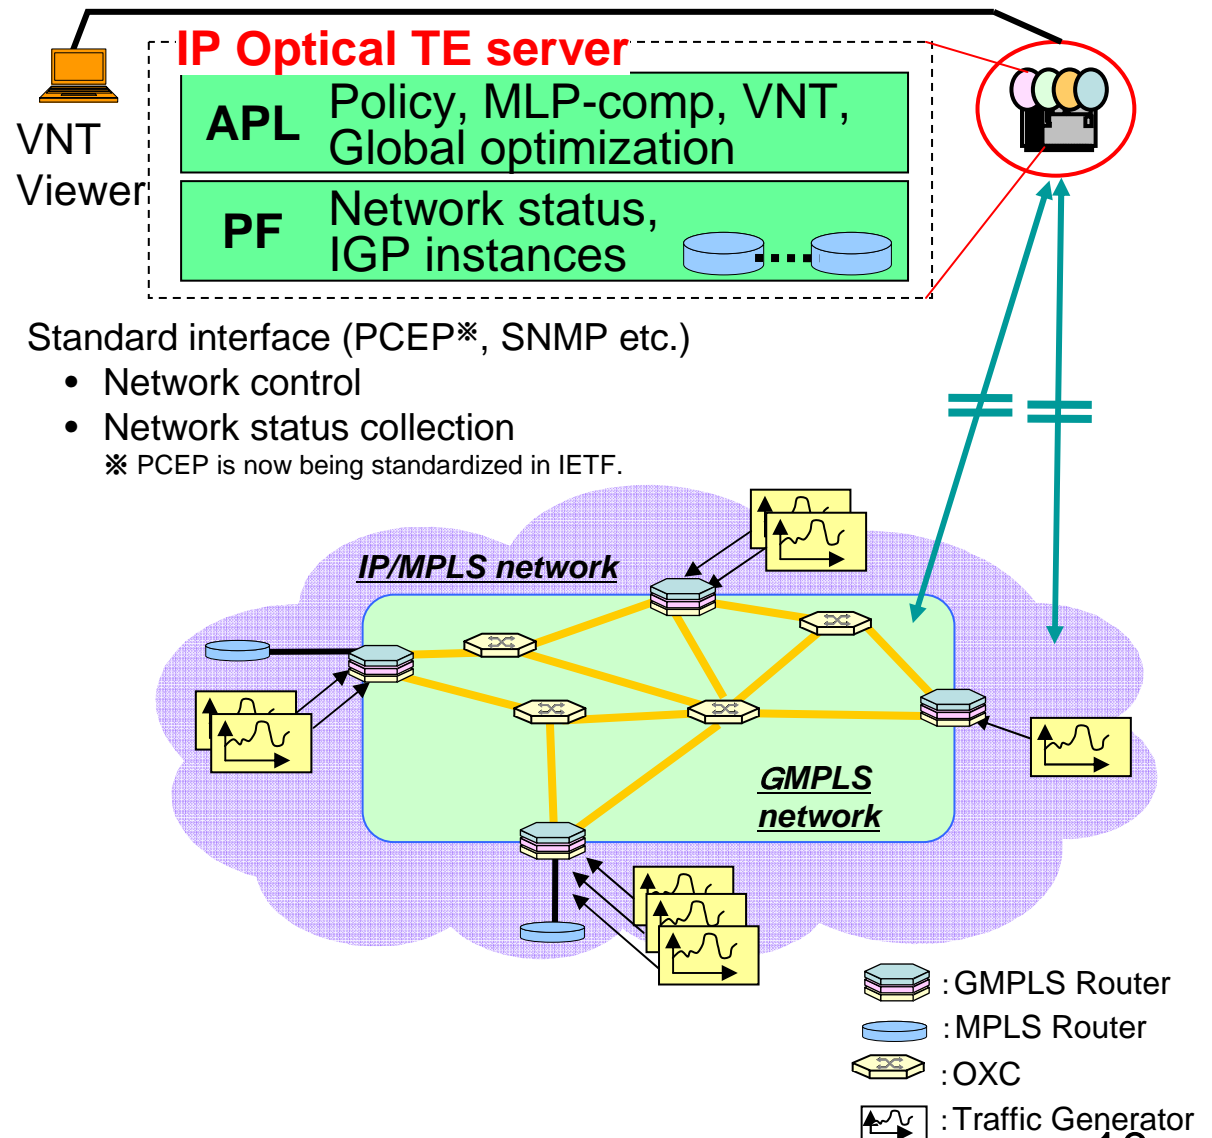 IP Optical TE server
APL
Policy, MLP-comp, VNT,
Global optimization
VNT
Viewer
PF
Network status,
IGP instances
Standard interface (PCEP※, SNMP etc.)
• Network control
• Network status collection
※ PCEP is now being standardized in IETF.
IP/MPLS network
GMPLS
network
:GMPLS Router
:MPLS Router
:OXC
:Traffic Generator